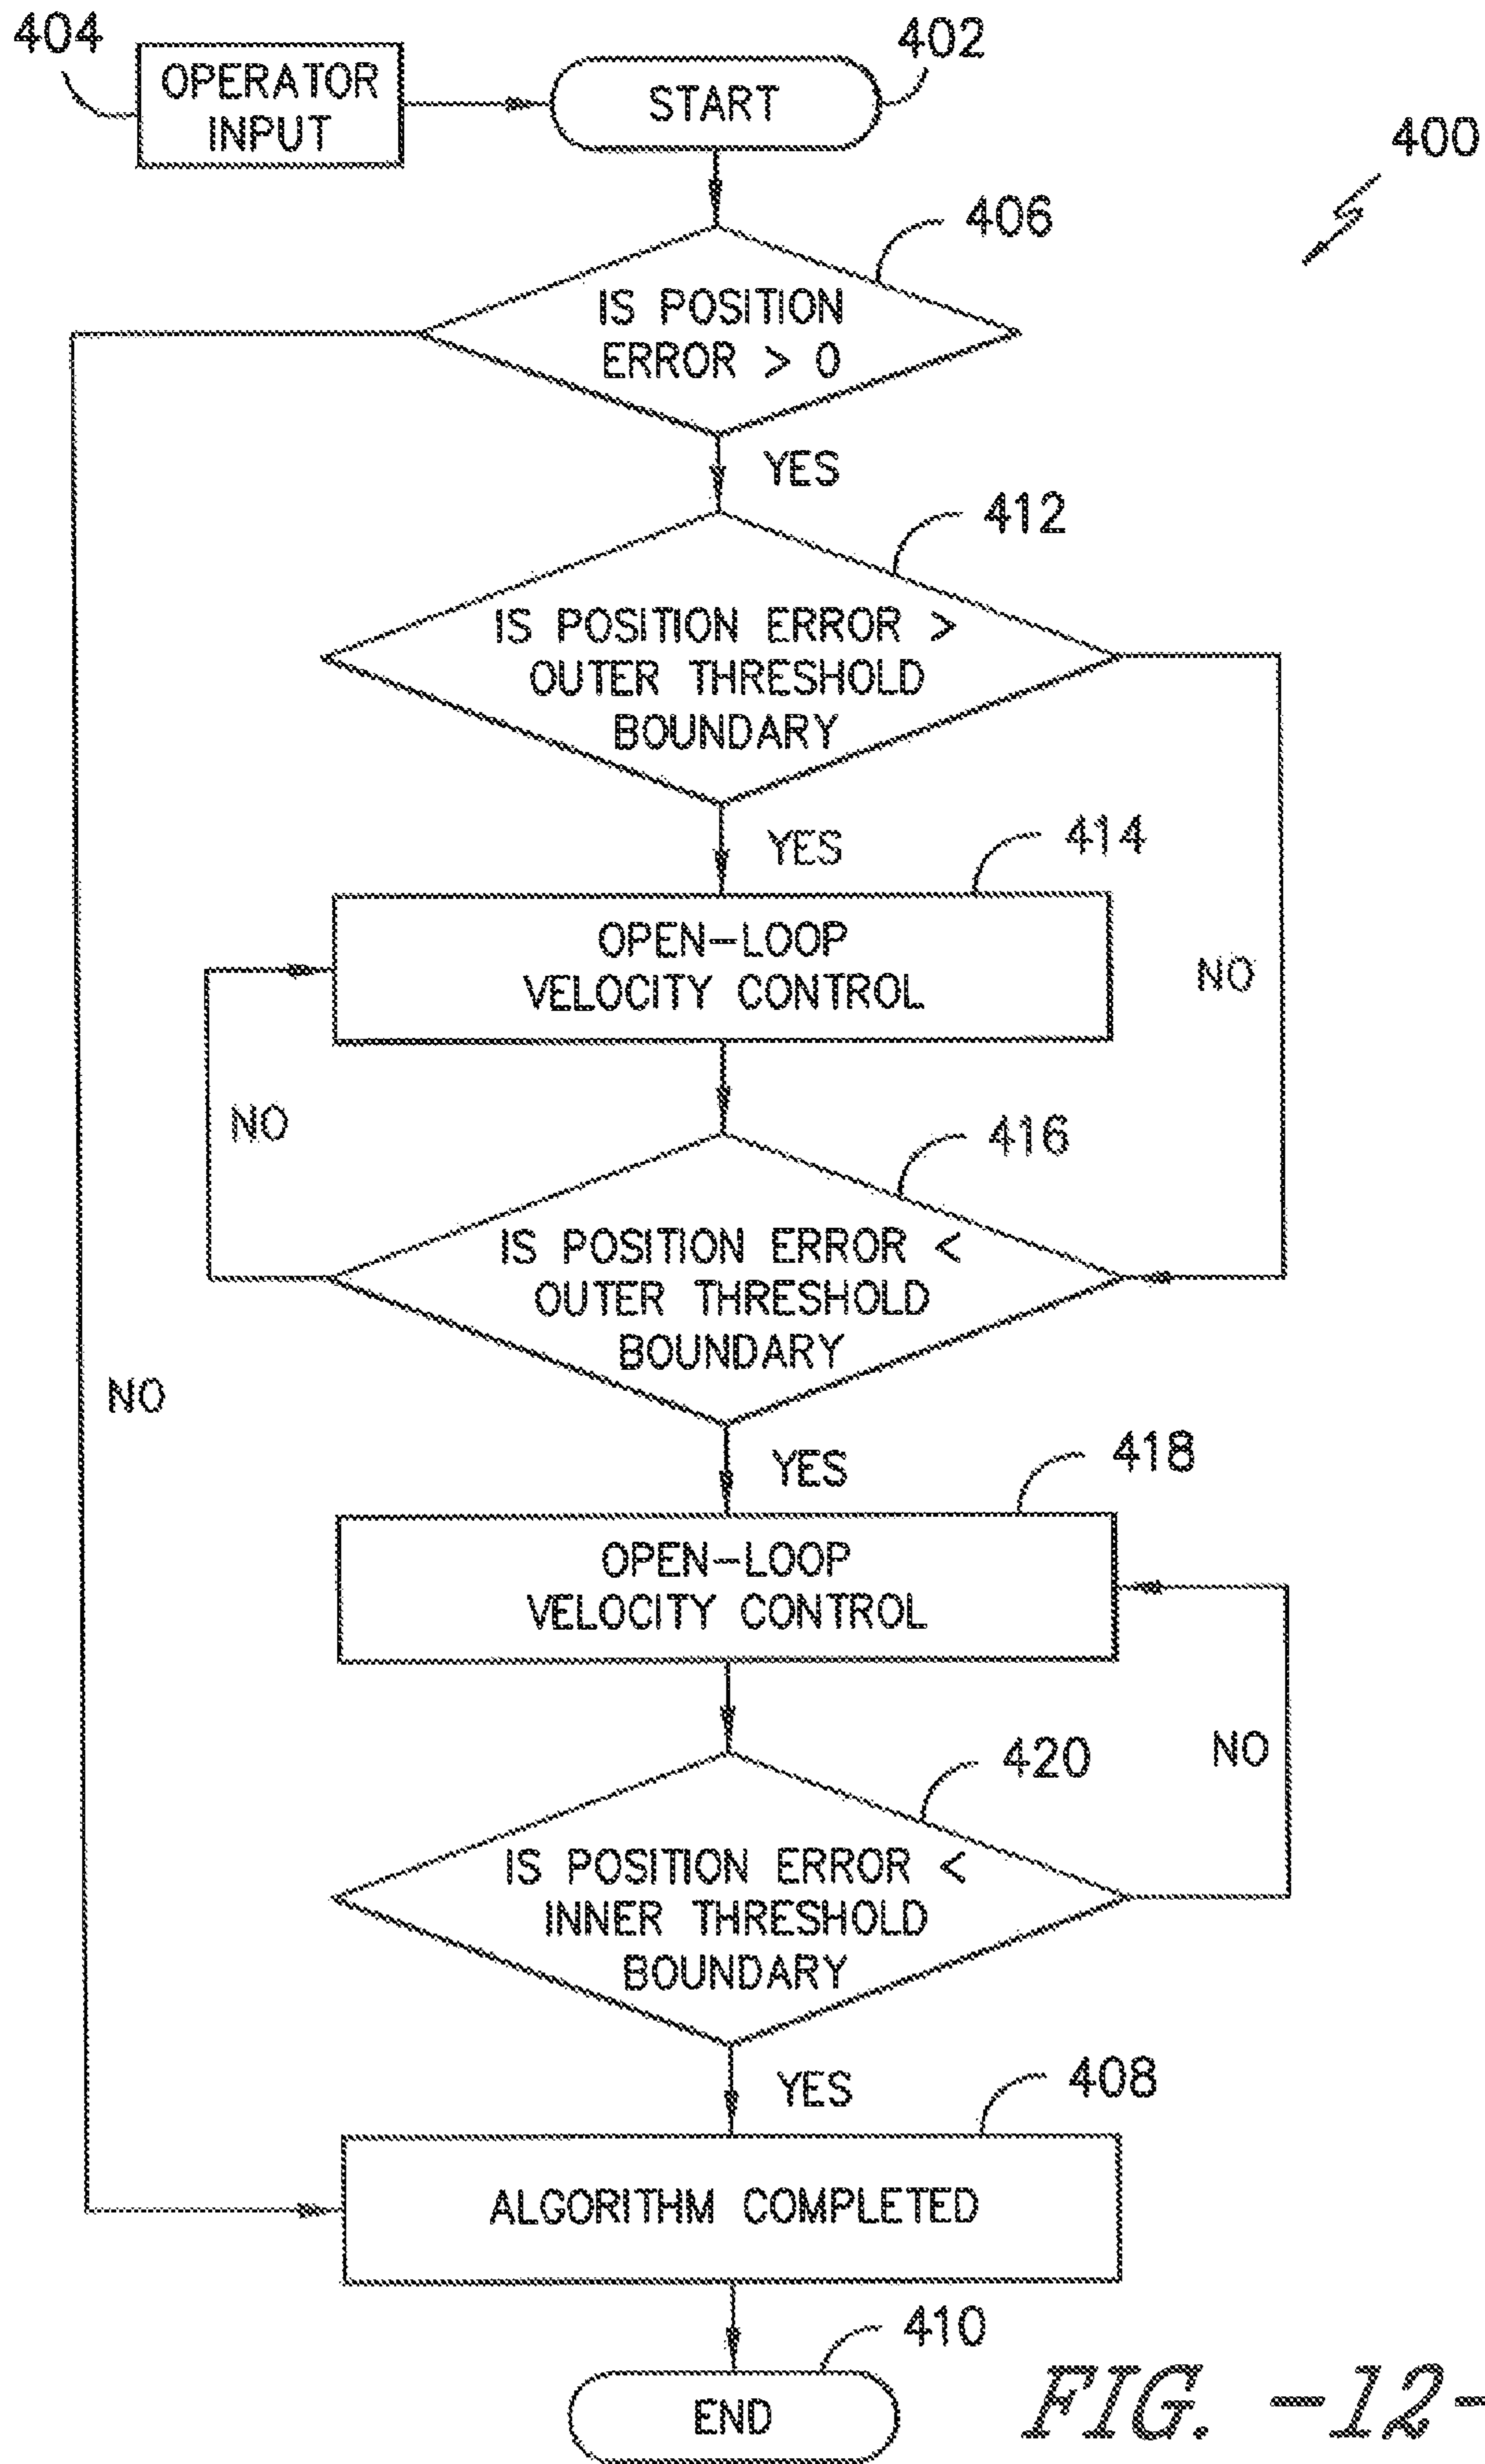 404
OPERATOR
INPUT
START
402
400
406
IS POSITION
ERROR > 0
YES
412
IS POSITION ERROR >
OUTER THRESHOLD
BOUNDARY
YES
414
OPEN-LOOP
VELOCITY CONTROL
NO
NO
416
IS POSITION ERROR <
OUTER THRESHOLD
BOUNDARY
NO
YES
418
OPEN-LOOP
VELOCITY CONTROL
NO
420
IS POSITION ERROR <
INNER THRESHOLD
BOUNDARY
YES
408
ALGORITHM COMPLETED
410
END
FIG. -12-